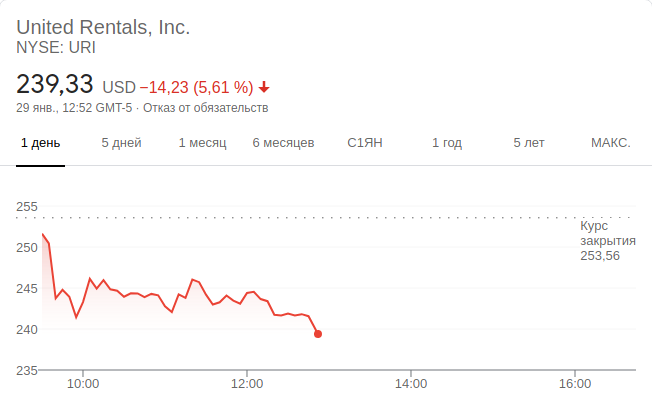 United Rentals, Inc.
NYSE: URI
239,33 USD −14,23 (5,61 %)
29 янв., 12:52 GMT-5 · Отказ от обязательств
1 день 5 дней 1 месяц 6 месяцев С1ЯН 1 год 5 лет МАКС.
255
Курс
закрытия
253,56
250
245
240
235
10:00 12:00 14:00 16:00